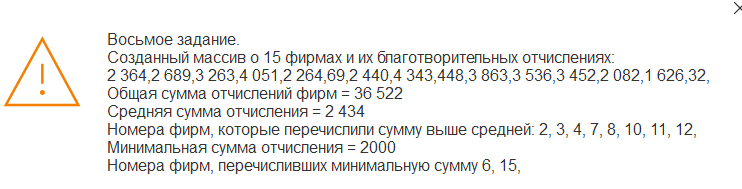 Восьмое задание.
Созданный массив о 15 фирмах и их благотворительных отчислениях:
2 364,2 689,3 263,4 051,2 264,69,2 440,4 343,448,3 863,3 536,3 452,2 082,1 626,32,
Общая сумма отчислений фирм = 36 522
Средняя сумма отчисления = 2 434
Номера фирм, которые перечислили сумму выше средней: 2, 3, 4, 7, 8, 10, 11, 12,
Минимальная сумма отчисления = 2000
Номера фирм, перечисливших минимальную сумму 6, 15,